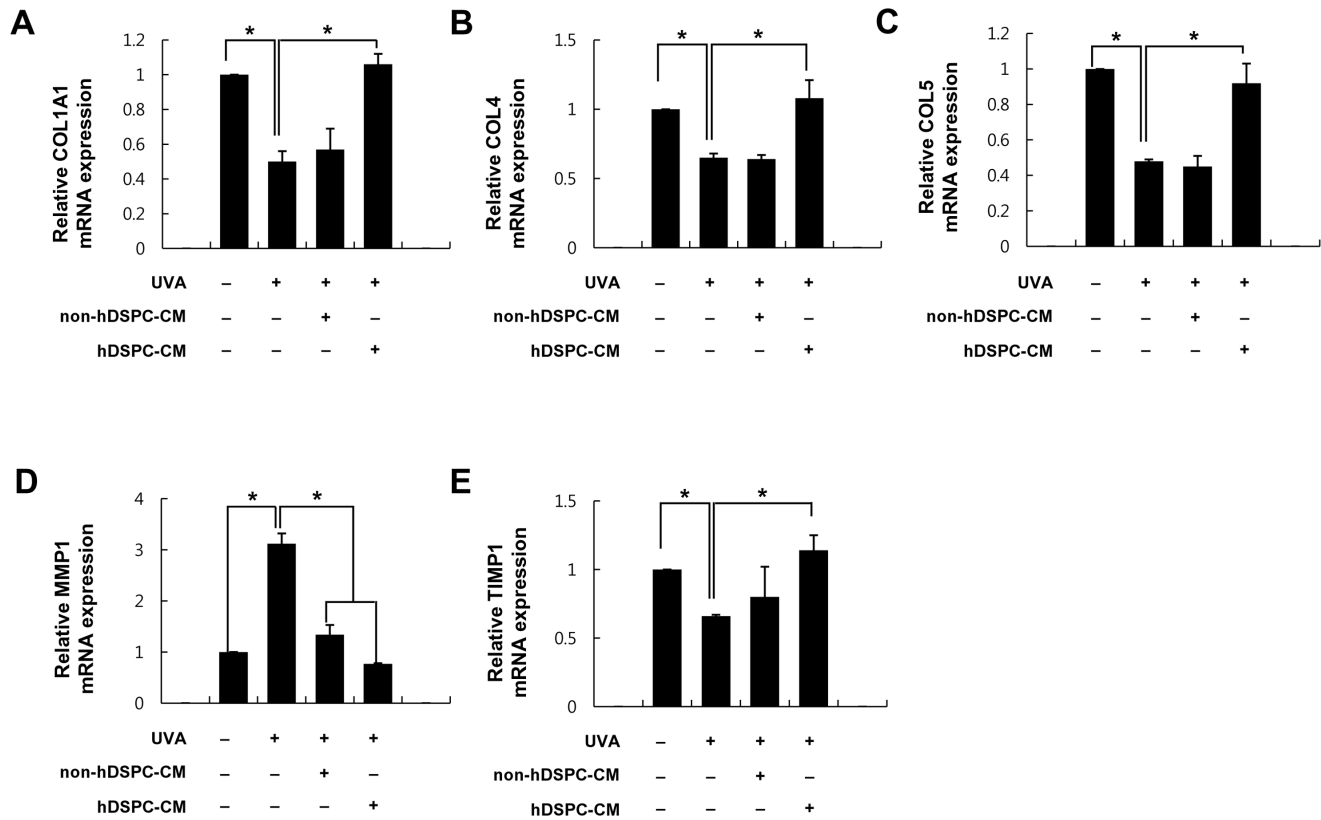 A
Relative COL1A1
mRNA expression
1.2
1
0.8
0.6
0.4
0.2
0
* *
UVA – + + +
non-hDSPC-CM – – + –
hDSPC-CM – – – +
B
Relative COL4
mRNA expression
1.5
1
0.5
0
* *
UVA – + + +
non-hDSPC-CM – – + –
hDSPC-CM – – – +
C
Relative COL5
mRNA expression
1.2
1
0.8
0.6
0.4
0.2
0
* *
UVA – + + +
non-hDSPC-CM – – + –
hDSPC-CM – – – +
D
Relative MMP1
mRNA expression
4
3
2
1
0
* *
UVA – + + +
non-hDSPC-CM – – + –
hDSPC-CM – – – +
E
Relative TIMP1
mRNA expression
1.5
1
0.5
0
* *
UVA – + + +
non-hDSPC-CM – – + –
hDSPC-CM – – – +